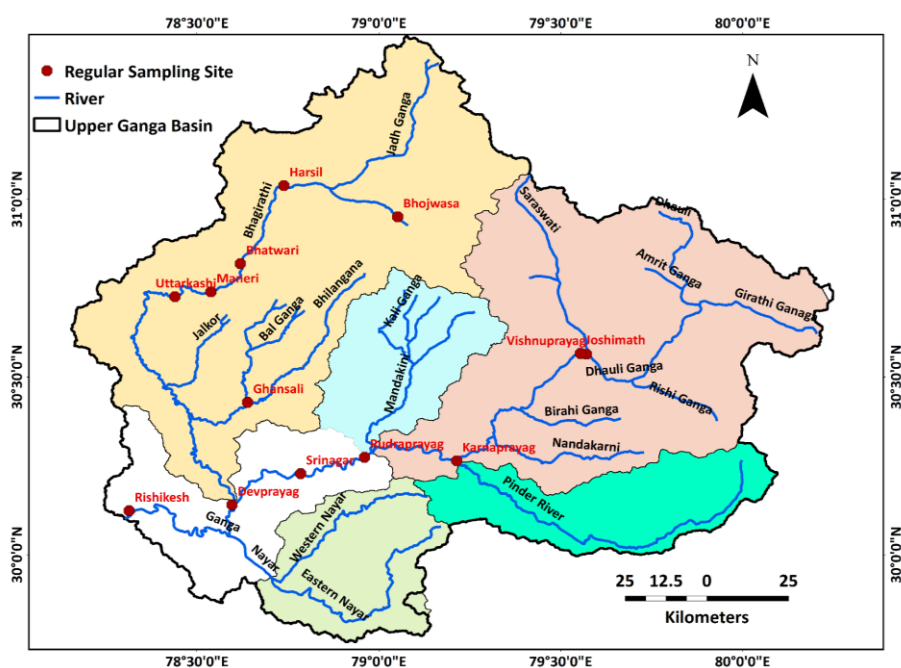 78°30'0"E
79°0'0"E
79°30'0"E
80°0'0"E
N
Regular Sampling Site
River
Upper Ganga Basin
Jadh Ganga
Harsil
31°0'0"N
31°0'0"N
Saraswati
Dhauli
Bhojwasa
Bhagirathi
Bhatwari
Amrit Ganga
Uttarkashi
Maneri
Bhilangana
Girathi Ganaga
Kali Ganga
Bal Ganga
Jalkor
Vishnuprayag
Joshimath
Dhauli Ganga
30°30'0"N
30°30'0"N
Mandakini
Ghansali
Rishi Ganga
Birahi Ganga
Rudraprayag
Karnaprayag
Nandakarni
Srinagar
Devprayag
Rishikesh
Pinder River
Ganga
Western Nayar
Nayar
30°0'0"N
30°0'0"N
Eastern Nayar
25 12.5 0 25
Kilometers
78°30'0"E
79°0'0"E
79°30'0"E
80°0'0"E